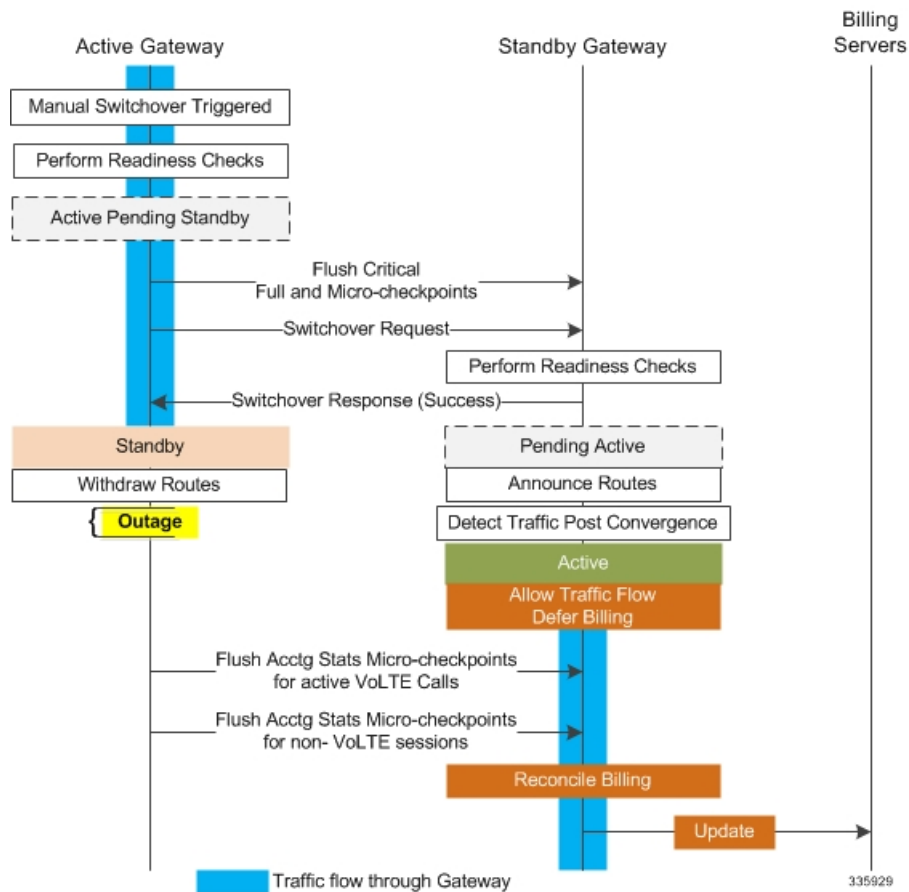 Billing
Servers
Active Gateway
Standby Gateway
Manual Switchover Triggered
Perform Readiness Checks
Active Pending Standby
Flush Critical
Full and Micro-checkpoints
Switchover Request
Perform Readiness Checks
Switchover Response (Success)
Standby
Pending Active
Withdraw Routes
Announce Routes
{ Outage
Detect Traffic Post Convergence
Active
Allow Traffic Flow
Defer Billing
Flush Acctg Stats Micro-checkpoints
for active VoLTE Calls
Flush Acctg Stats Micro-checkpoints
for non- VoLTE sessions
Reconcile Billing
Update
Traffic flow through Gateway
335929